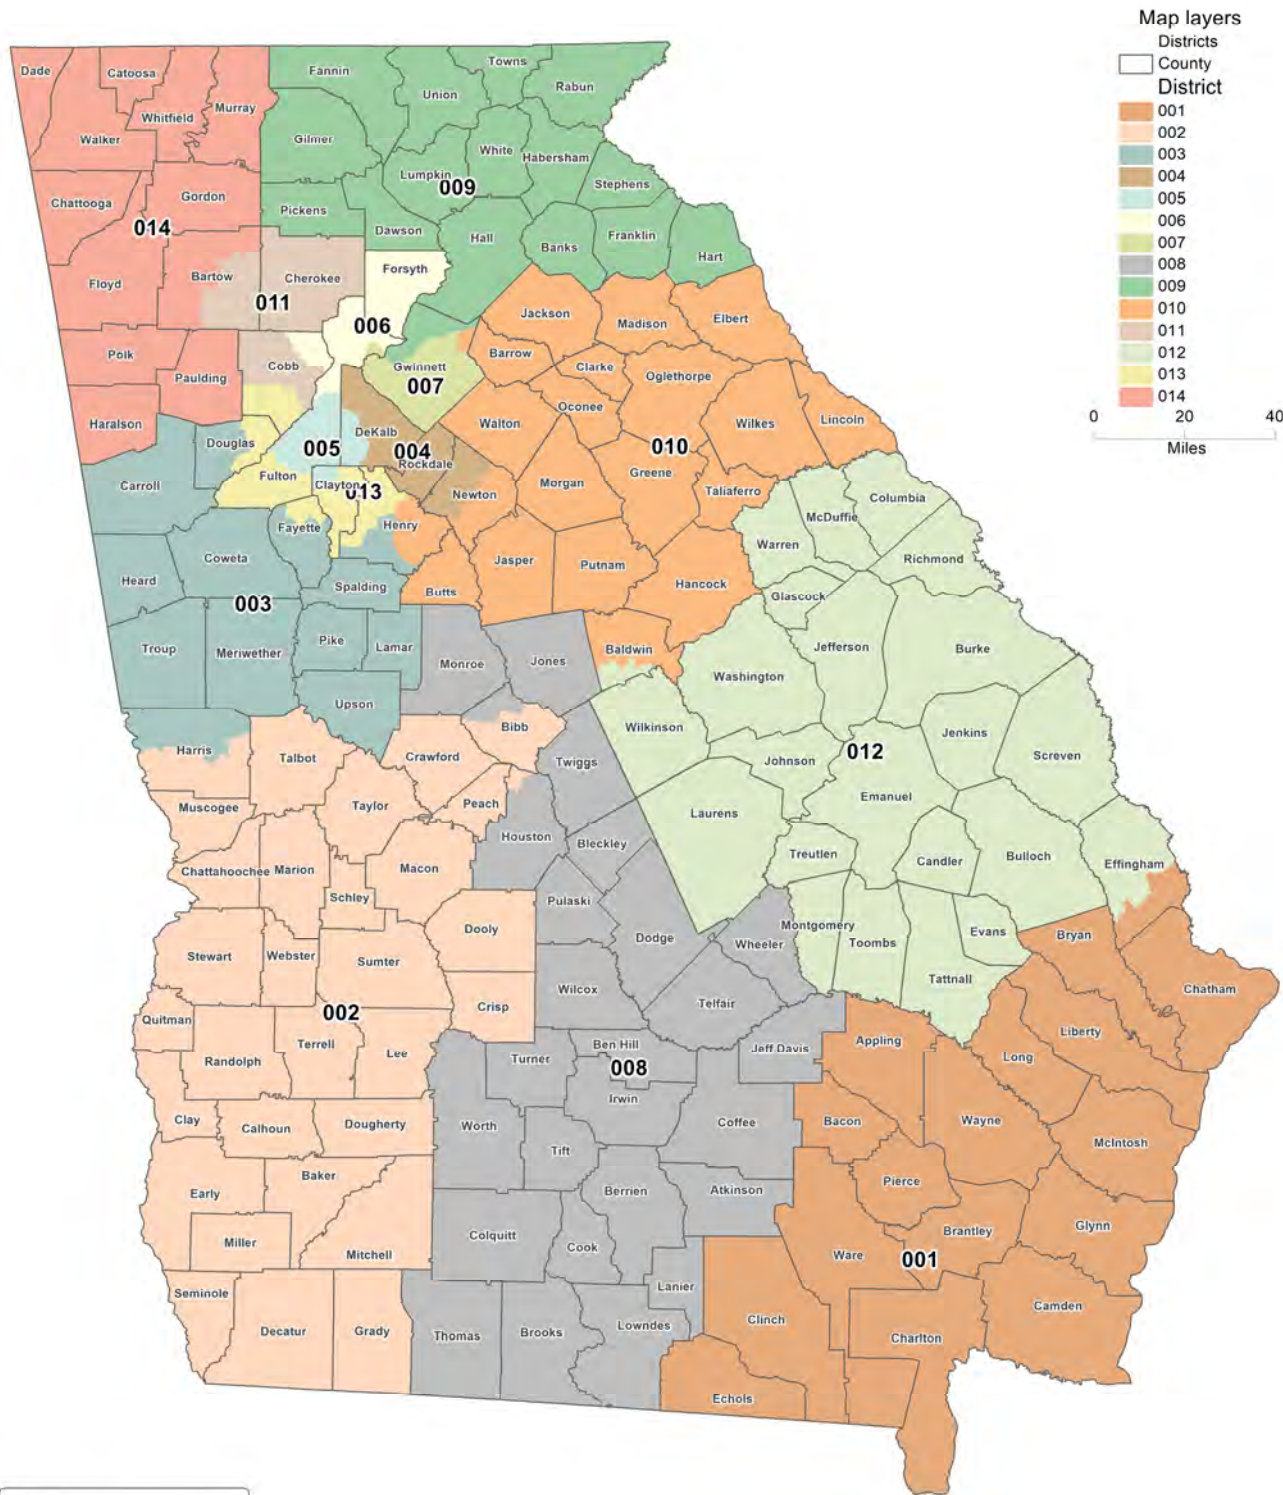 Map layers
Districts
County
District
001
002
003
004
005
006
007
008
009
010
011
012
013
014
0 20 40
Miles
Dade
Catoosa
Fannin
Towns
Rabun
Union
Murray
Whitfield
Walker
Gilmer
White
Habersham
Lumpkin
009
Stephens
Chattooga
Gordon
Pickens
014
Dawson
Hall
Banks
Franklin
Hart
Bartow
Cherokee
Forsyth
Floyd
011
006
Jackson
Madison
Elbert
Polk
Paulding
Cobb
Gwinnett
007
Barrow
Clarke
Oglethorpe
Oconee
Haralson
Douglas
DeKalb
Walton
Wilkes
Lincoln
005
004
Rockdale
010
Carroll
Fulton
Clayton
013
Newton
Morgan
Greene
Taliaferro
Columbia
McDuffie
Fayette
Henry
Warren
Richmond
Coweta
Heard
Spalding
Butts
Jasper
Putnam
Hancock
Glascock
003
Troup
Meriwether
Pike
Lamar
Monroe
Jones
Baldwin
Jefferson
Burke
Washington
Upson
Harris
Talbot
Crawford
Bibb
Wilkinson
Twiggs
Johnson
012
Jenkins
Screven
Muscogee
Taylor
Peach
Emanuel
Laurens
Houston
Bleckley
Treutlen
Candler
Bulloch
Effingham
Chattahoochee
Marion
Macon
Schley
Pulaski
Dooly
Dodge
Wheeler
Montgomery
Toombs
Evans
Bryan
Stewart
Webster
Sumter
Tattnall
Wilcox
Telfair
Chatham
Crisp
002
Quitman
Randolph
Terrell
Lee
Turner
Ben Hill
008
Jeff Davis
Appling
Long
Liberty
Irwin
Clay
Calhoun
Dougherty
Worth
Tift
Coffee
Bacon
Wayne
McIntosh
Early
Baker
Berrien
Atkinson
Pierce
Brantley
Glynn
Miller
Mitchell
Colquitt
Cook
Ware
001
Seminole
Lanier
Clinch
Camden
Decatur
Grady
Thomas
Brooks
Lowndes
Charlton
Echols